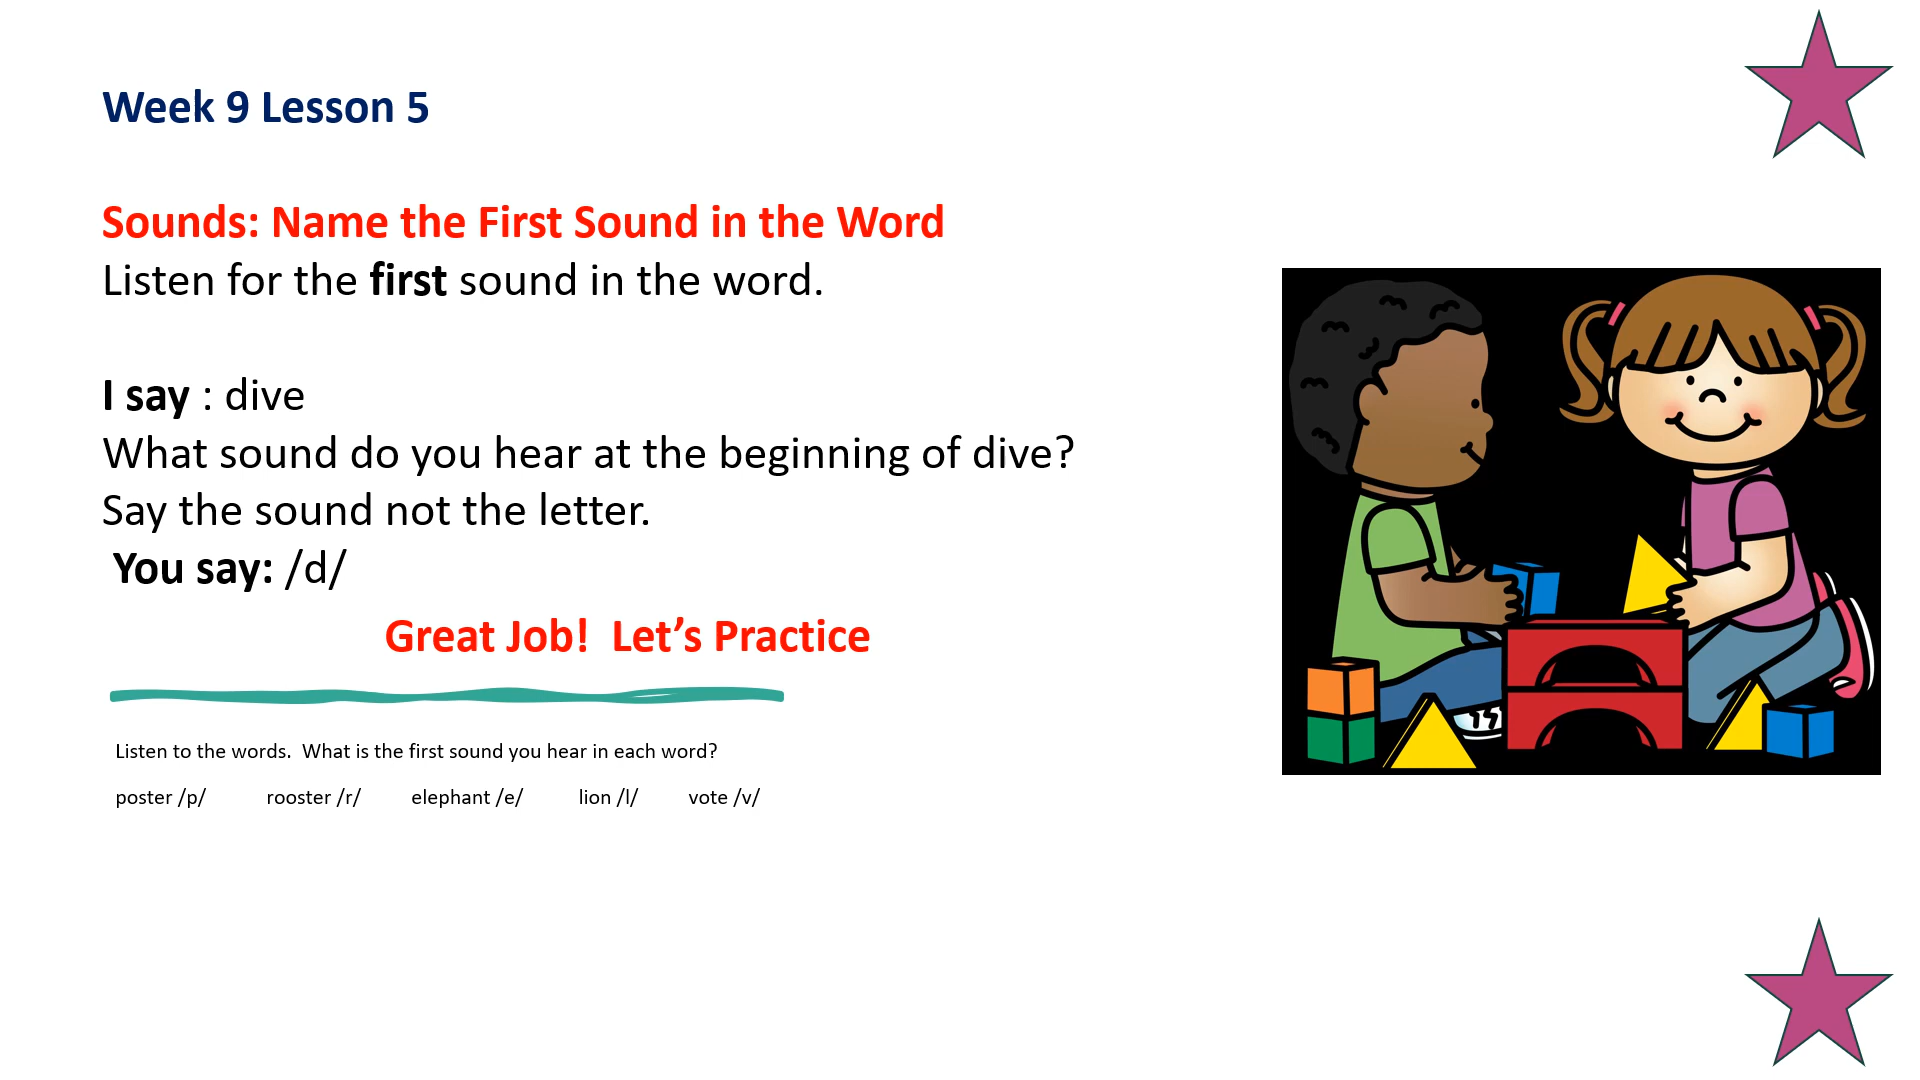 Week 9 Lesson 5
Sounds: Name the First Sound in the Word
Listen for the first sound in the word.
I say : dive
What sound do you hear at the beginning of dive?
Say the sound not the letter.
You say: /d/
Great Job!  Let’s Practice
Listen to the words.  What is the first sound you hear in each word?
poster /p/ rooster /r/ elephant /e/ lion /l/ vote /v/